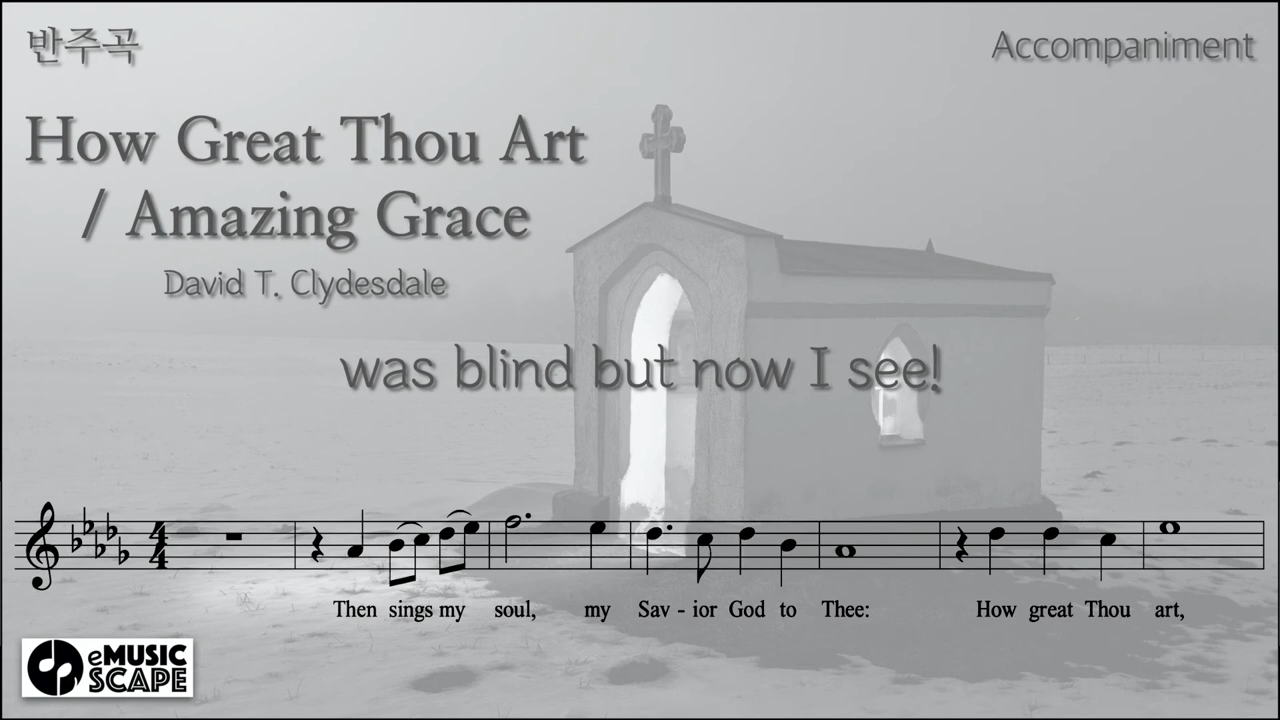 반주곡
Accompaniment
How Great Thou Art
/ Amazing Grace
David T. Clydesdale
was blind but now I see!
Then sings my soul, my Sav - ior God to Thee: How great Thou art,
eMUSIC
SCAPE